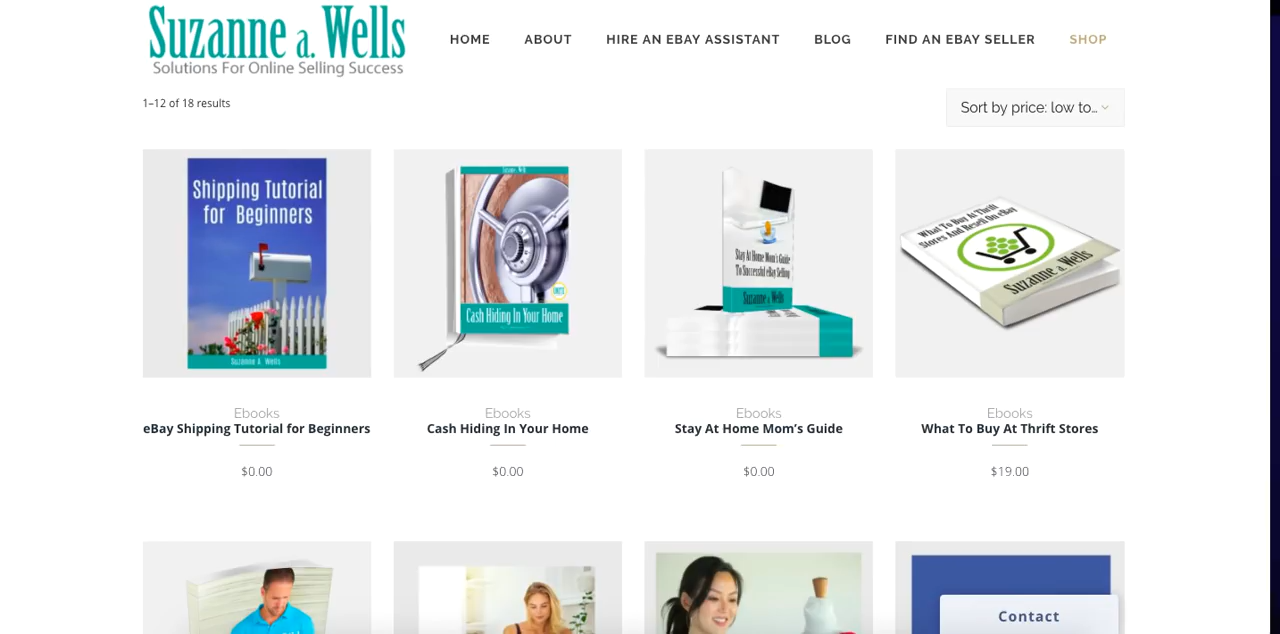 Suzanne a. Wells
Solutions For Online Selling Success
HOME
ABOUT
HIRE AN EBAY ASSISTANT
BLOG
FIND AN EBAY SELLER
SHOP
1–12 of 18 results
Sort by price: low to...
Shipping Tutorial
for Beginners
Suzanne A. Wells
Cash Hiding In Your Home
Stay At Home Mom's Guide
To Successful eBay Selling
Suzanne a. Wells
What To Buy At Thrift
Stores And Resell On eBay
Suzanne a. Wells
Ebooks
eBay Shipping Tutorial for Beginners
$0.00
Ebooks
Cash Hiding In Your Home
$0.00
Ebooks
Stay At Home Mom’s Guide
$0.00
Ebooks
What To Buy At Thrift Stores
$19.00
Contact